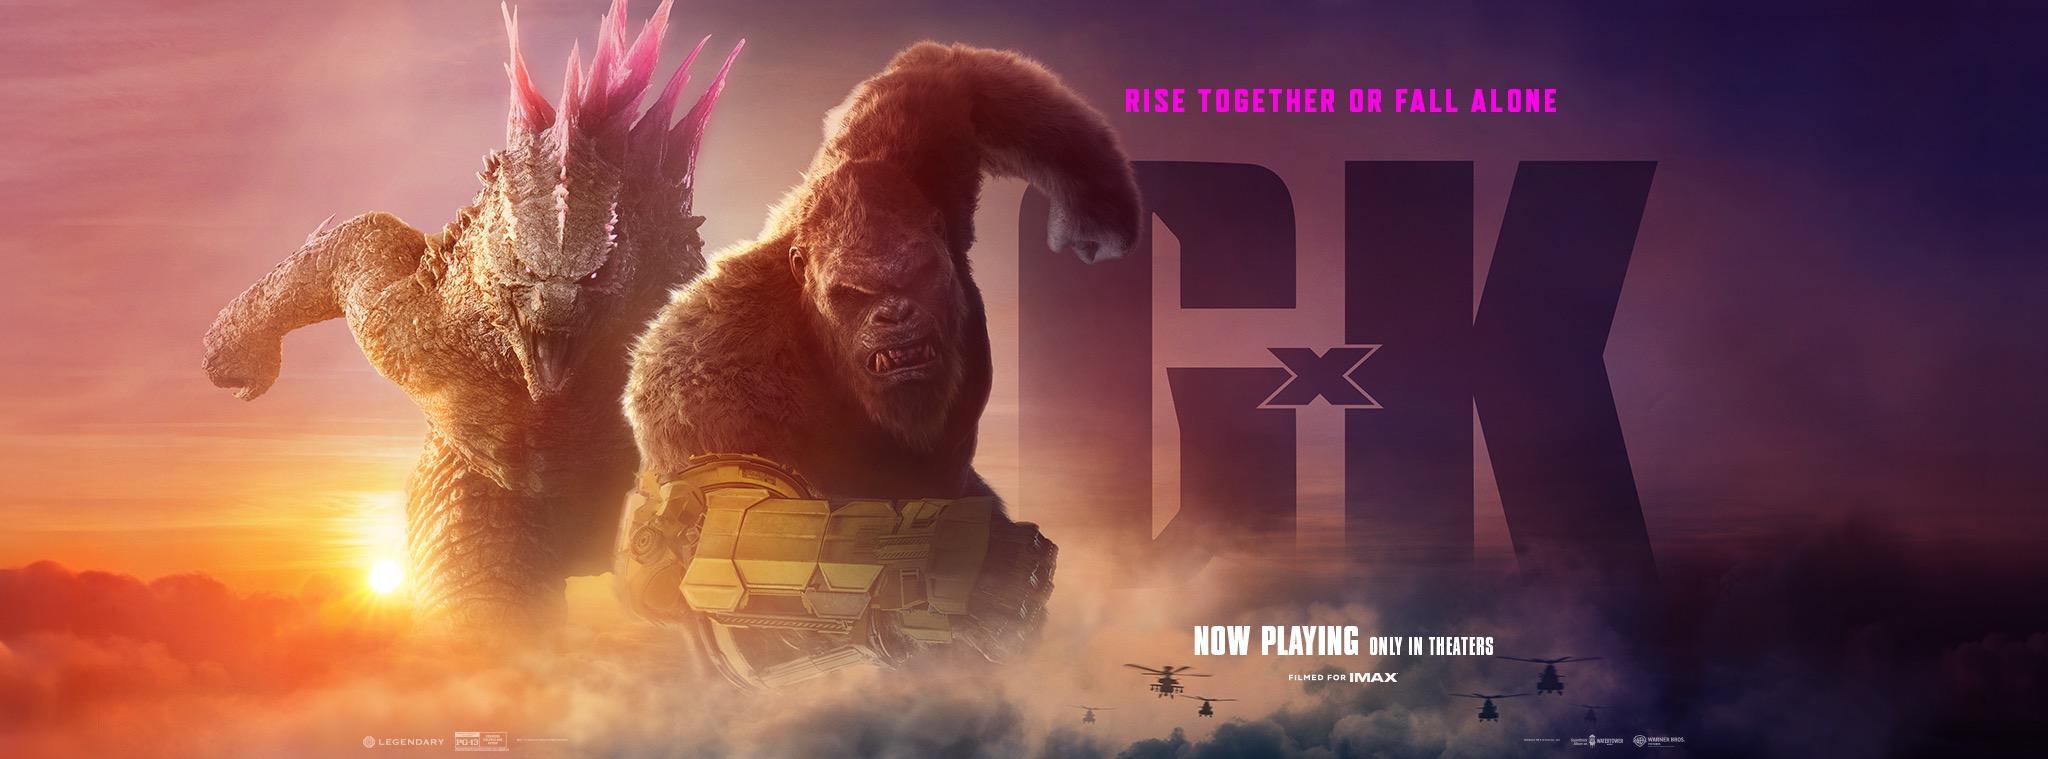 RISE TOGETHER OR FALL ALONE
GXK
NOW PLAYING ONLY IN THEATERS
FILMED FOR IMAX
LEGENDARY
PG-13
WATERTOWER
WARNER BROS.